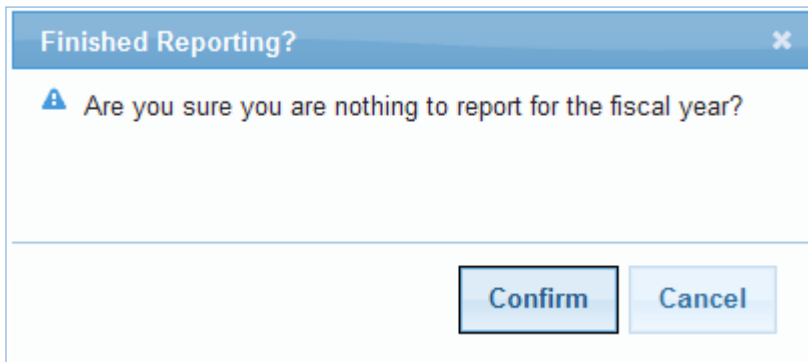 Finished Reporting?
Are you sure you are nothing to report for the fiscal year?
Confirm Cancel